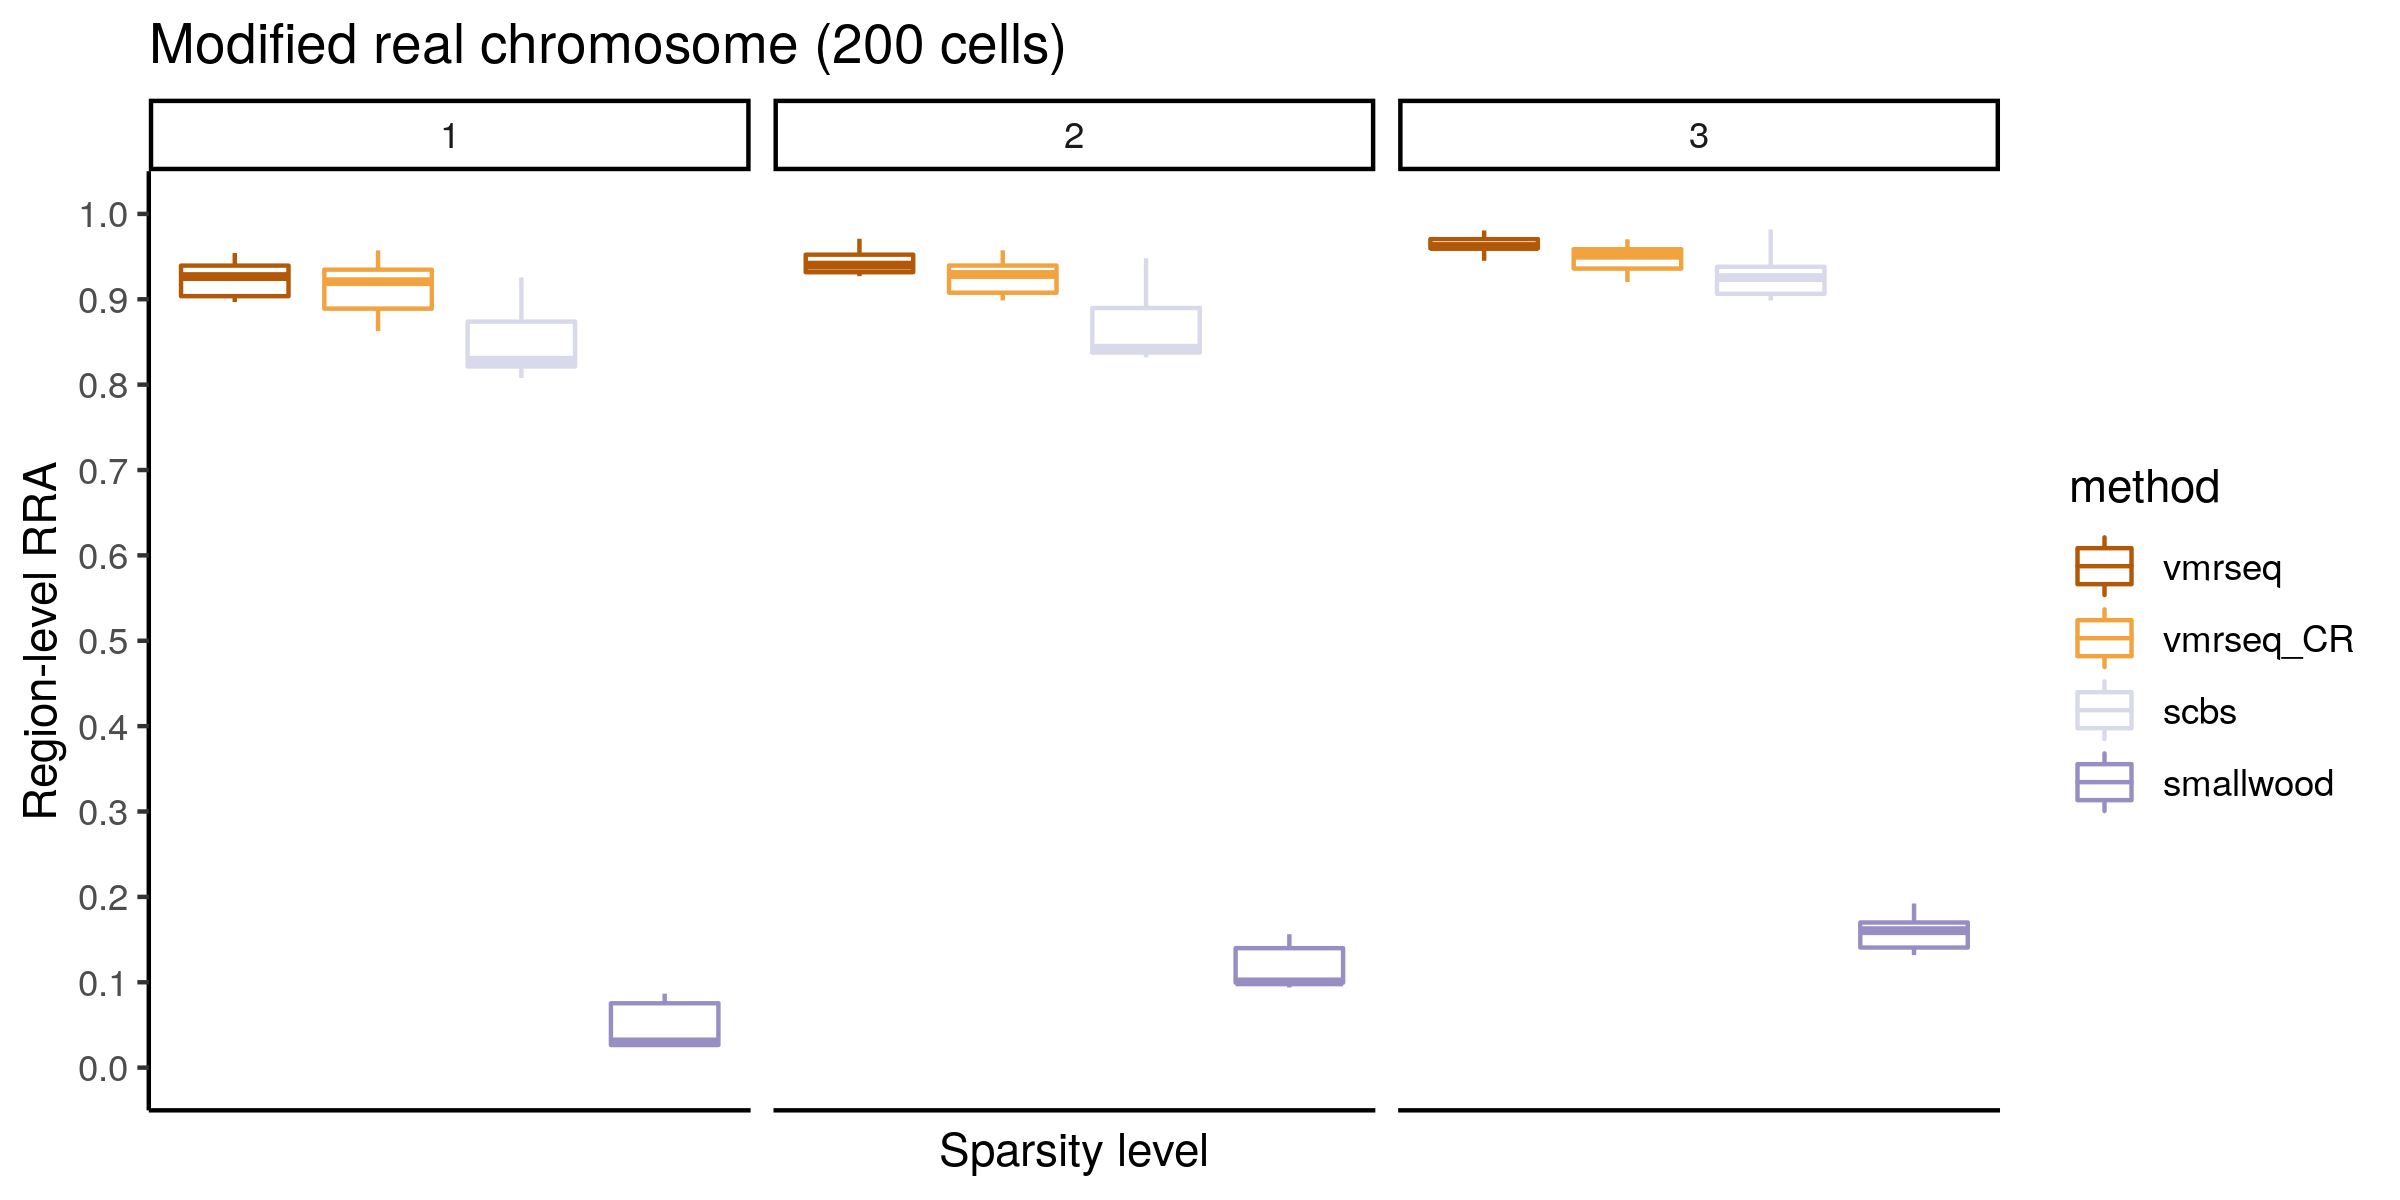 Modified real chromosome (200 cells)
1 2 3
1.0
0.9
0.8
0.7
0.6
0.5
0.4
0.3
0.2
0.1
0.0
Region-level RRA
Sparsity level
method
vmrseq
vmrseq_CR
scbs
smallwood